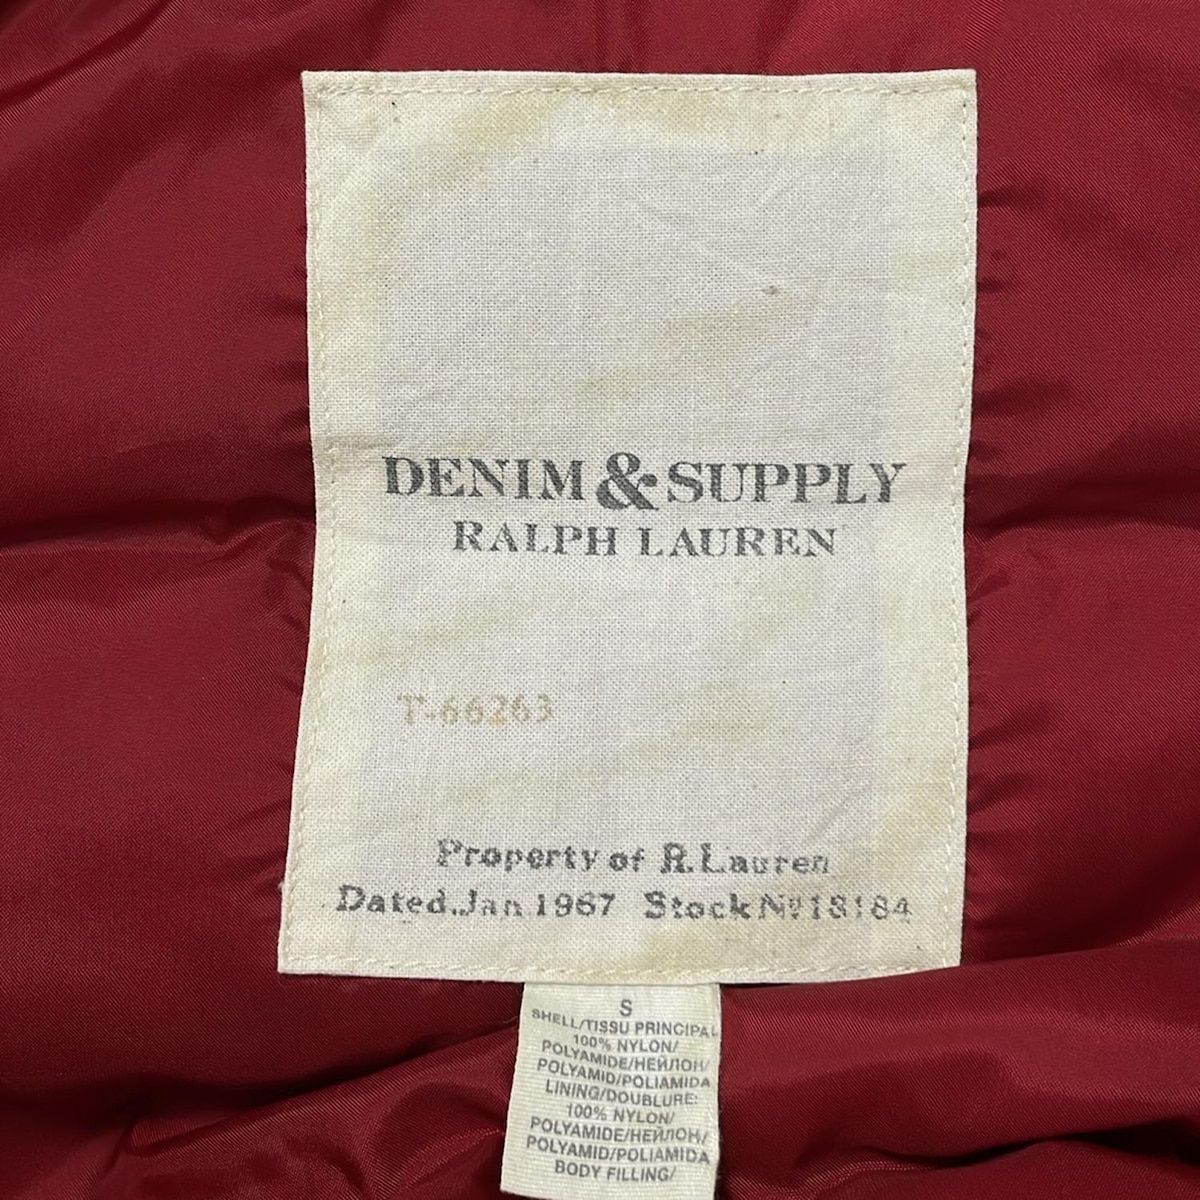 DENIM & SUPPLY
RALPH LAUREN
T-66263
Property of R.Lauren
Dated.Jan 1967 Stock Nº 18184
S
SHELL/TISSU PRINCIPAL
100% NYLON/
POLYAMIDE/НЕЙЛОН/
POLYAMID/POLIAMIDA
LINING/DOUBLURE:
100% NYLON/
POLYAMIDE/НЕЙЛОН/
POLYAMID/POLIAMIDA
BODY FILLING/